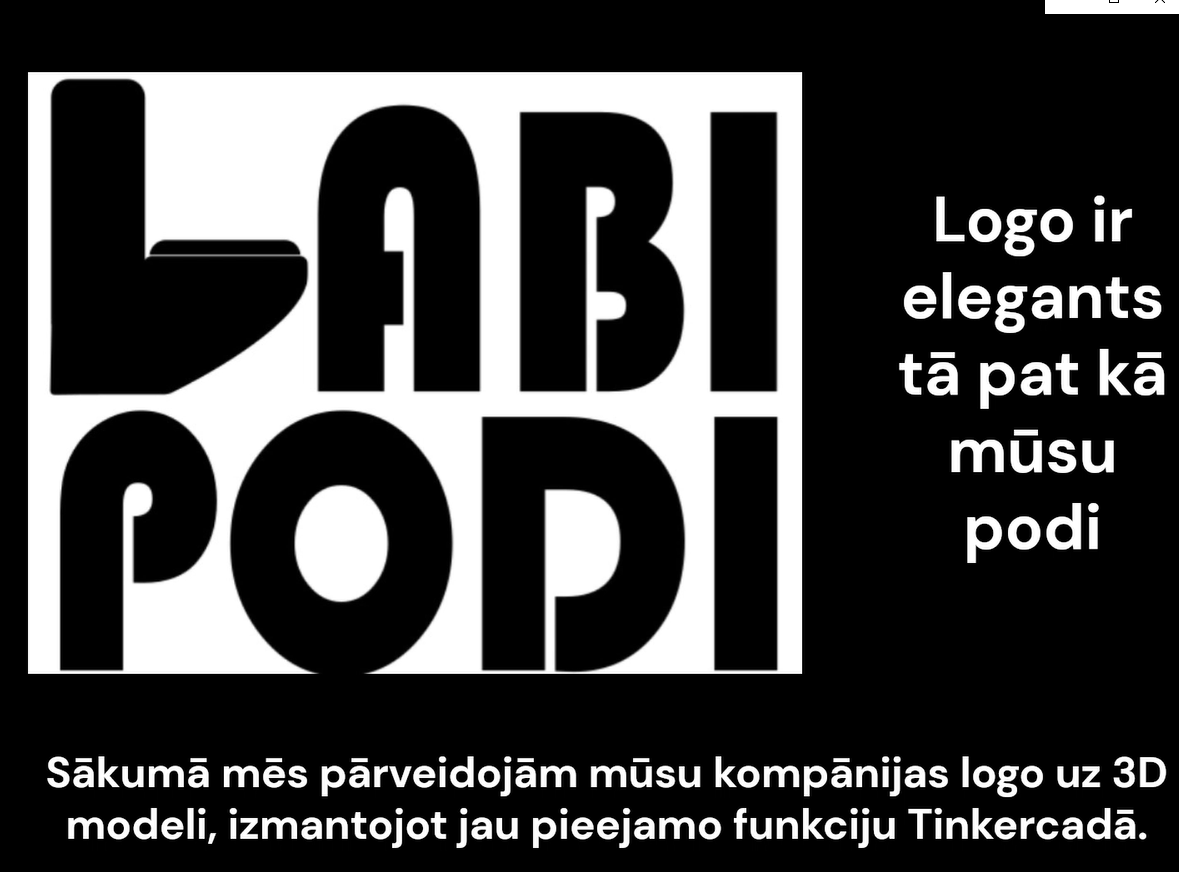 LABI
PODI
Logo ir
elegants
tā pat kā
mūsu
podi
Sākumā mēs pārveidojām mūsu kompānijas logo uz 3D
modeli, izmantojot jau pieejamo funkciju Tinkercadā.